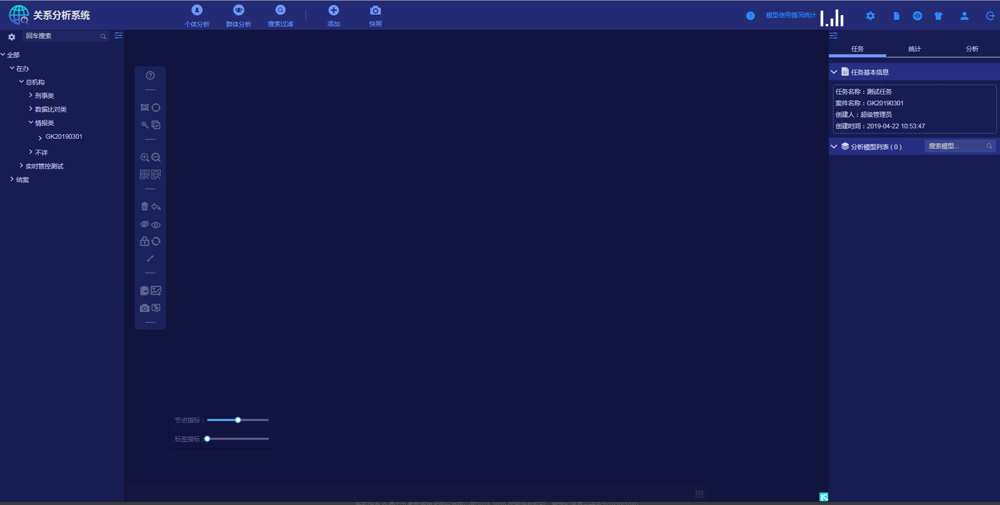 关系分析系统
个体分析
群体分析
搜索过滤
添加
快照
模型使用情况统计
回车搜索
全部
在办
总机构
刑事类
数据比对类
情报类
GK20190301
不详
实时管控测试
结案
节点指标：
标签指标：
任务
统计
分析
任务基本信息
任务名称：测试任务
案件名称：GK20190301
创建人：超级管理员
创建时间：2019-04-22 10:53:47
分析模型列表 ( 0 )
搜索模型...